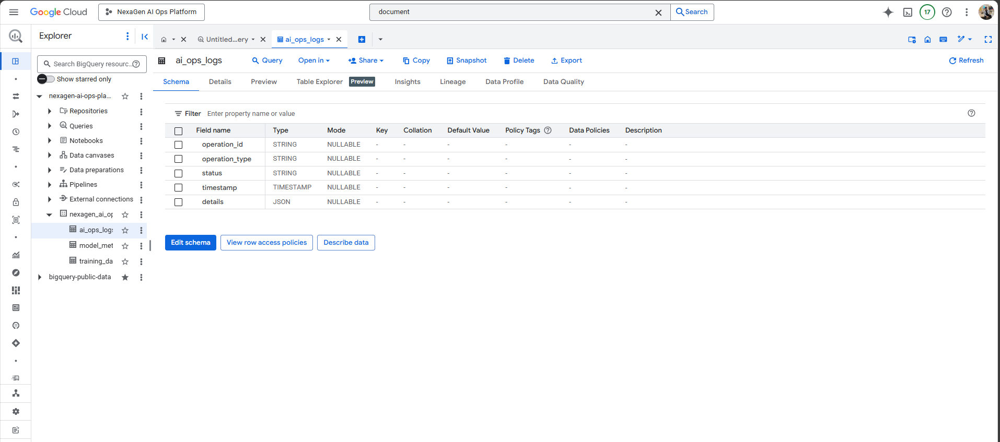 Google Cloud
NexaGen AI Ops Platform
document
Search
17
Explorer
Untitled...ery
ai_ops_logs
Search BigQuery resourc...
Show starred only
nexagen-ai-ops-pla...
Repositories
Queries
Notebooks
Data canvases
Data preparations
Pipelines
External connections
nexagen_ai_op
ai_ops_logs
model_met
training_da
bigquery-public-data
ai_ops_logs
Query
Open in
Share
Copy
Snapshot
Delete
Export
Refresh
Schema Details Preview Table Explorer Preview Insights Lineage Data Profile Data Quality
Filter Enter property name or value
Field name Type Mode Key Collation Default Value Policy Tags Data Policies Description
operation_id STRING NULLABLE - - - - - -
operation_type STRING NULLABLE - - - - - -
status STRING NULLABLE - - - - - -
timestamp TIMESTAMP NULLABLE - - - - - -
details JSON NULLABLE - - - - - -
Edit schema View row access policies Describe data